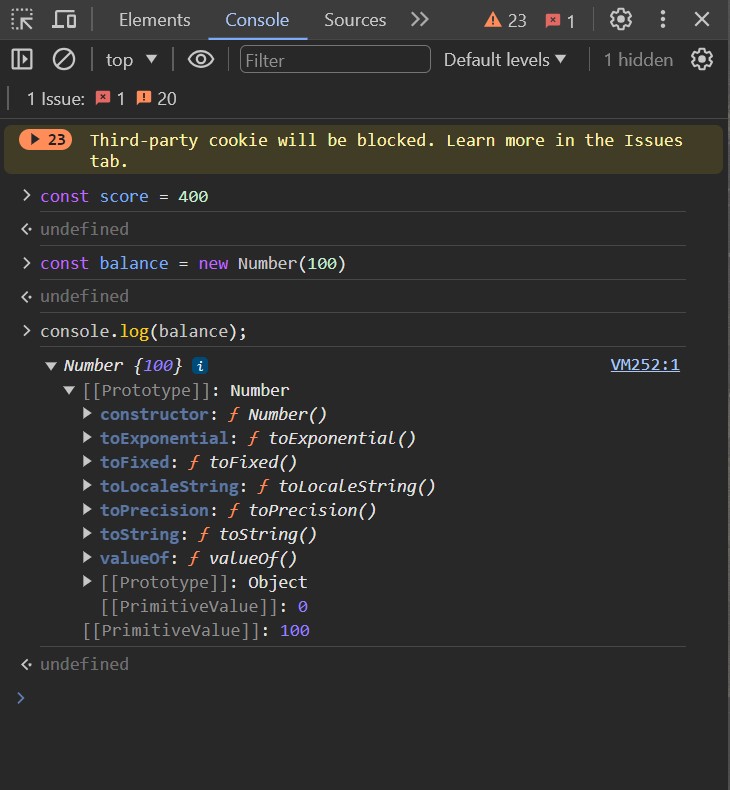 Elements Console Sources 23 1
top Filter Default levels 1 hidden
1 Issue: 1 20
23 Third-party cookie will be blocked. Learn more in the Issues
tab.
> const score = 400
undefined
> const balance = new Number(100)
undefined
> console.log(balance);
Number {100} i VM252:1
[[Prototype]]: Number
constructor: ƒ Number()
toExponential: ƒ toExponential()
toFixed: ƒ toFixed()
toLocaleString: ƒ toLocaleString()
toPrecision: ƒ toPrecision()
toString: ƒ toString()
valueOf: ƒ valueOf()
[[Prototype]]: Object
[[PrimitiveValue]]: 0
[[PrimitiveValue]]: 100
undefined
>